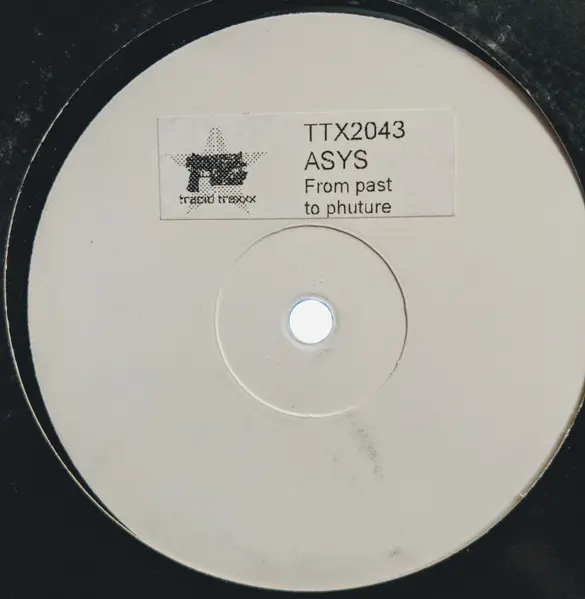 TTX2043
ASYS
From past
to phuture
tracid traxxx